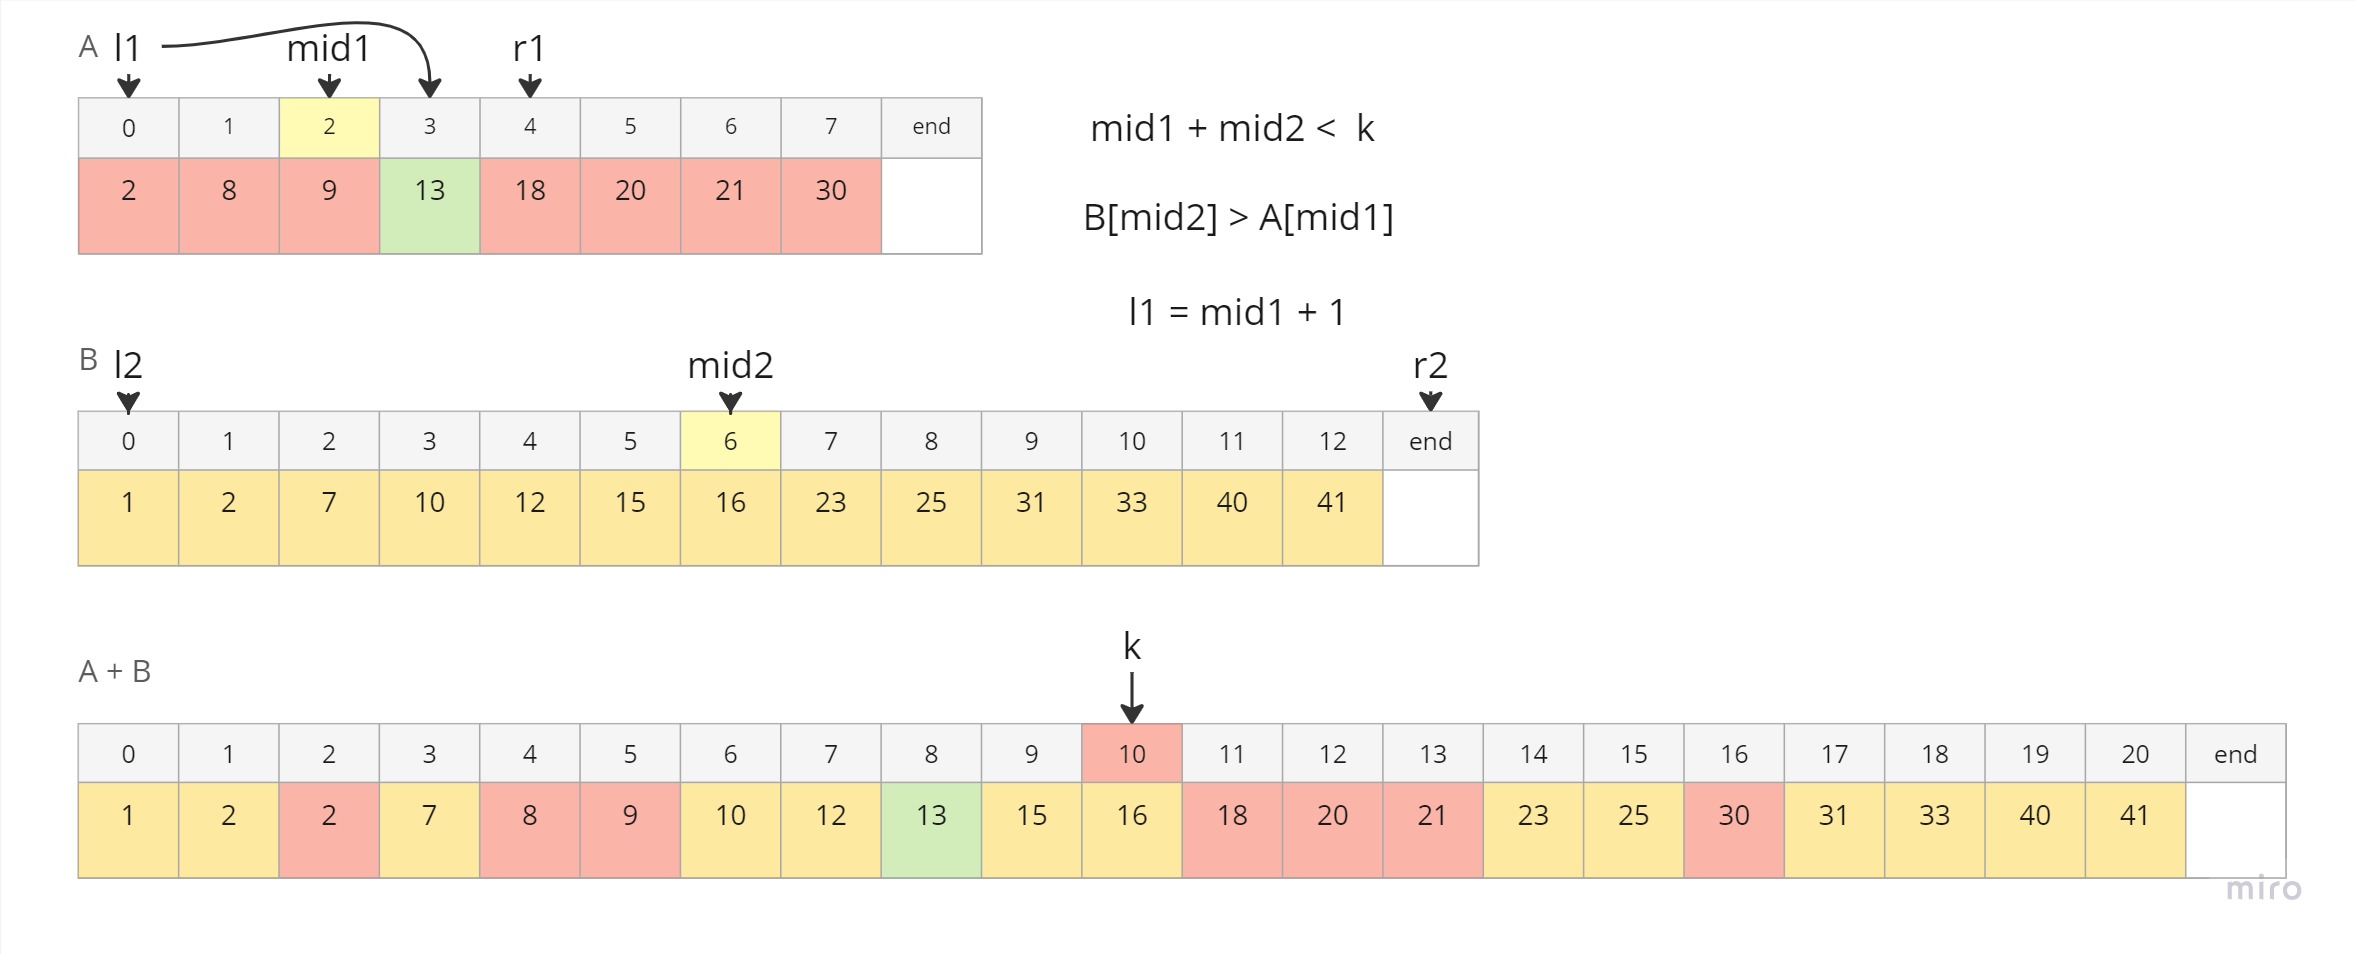 A l1 mid1 r1
0 1 2 3 4 5 6 7 end
2 8 9 13 18 20 21 30
mid1 + mid2 < k
B[mid2] > A[mid1]
l1 = mid1 + 1
B l2 mid2 r2
0 1 2 3 4 5 6 7 8 9 10 11 12 end
1 2 7 10 12 15 16 23 25 31 33 40 41
k
A + B
0 1 2 3 4 5 6 7 8 9 10 11 12 13 14 15 16 17 18 19 20 end
1 2 2 7 8 9 10 12 13 15 16 18 20 21 23 25 30 31 33 40 41
miro